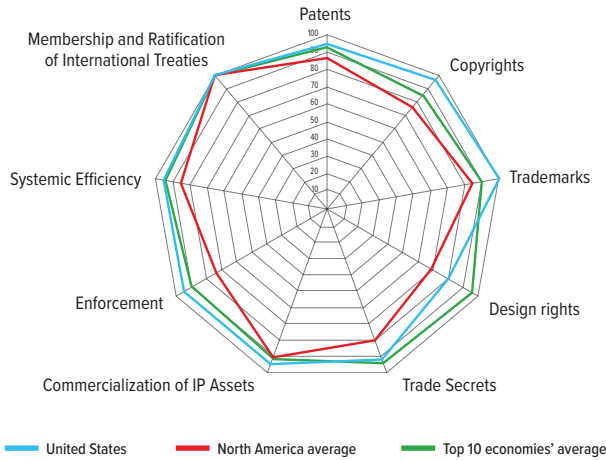 Patents
Membership and Ratification
of International Treaties
Copyrights
Systemic Efficiency
Trademarks
Enforcement
Design rights
Commercialization of IP Assets
Trade Secrets
100
90
80
70
60
50
40
30
20
10
United States
North America average
Top 10 economies' average